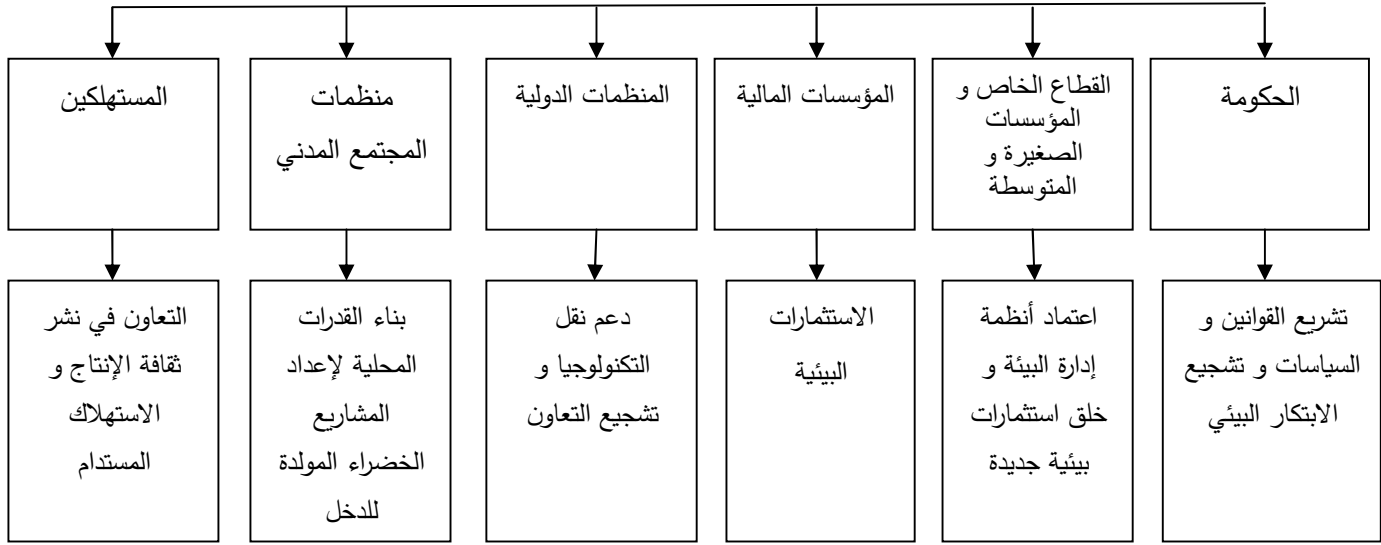 الحكومة
القطاع الخاص و
المؤسسات
الصغيرة و
المتوسطة
المؤسسات المالية
المنظمات الدولية
منظمات
المجتمع المدني
المستهلكين
تشريع القوانين و
السياسات و تشجيع
الابتكار البيئي
اعتماد أنظمة
إدارة البيئة و
خلق استثمارات
بيئية جديدة
الاستثمارات
البيئية
دعم نقل
التكنولوجيا و
تشجيع التعاون
بناء القدرات
المحلية لإعداد
المشاريع
الخضراء المولدة
للدخل
التعاون في نشر
ثقافة الإنتاج و
الاستهلاك
المستدام